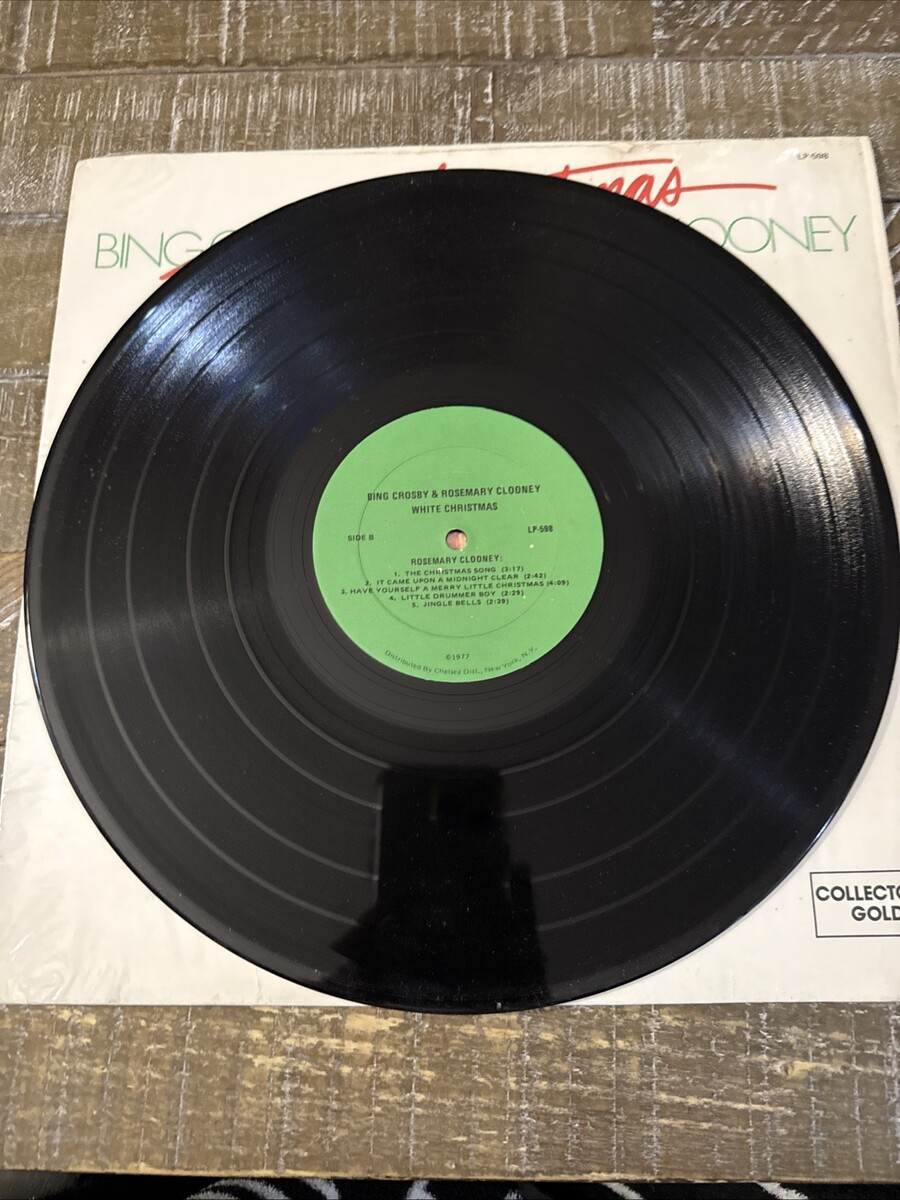 LP-598
BING OONEY
BING CROSBY & ROSEMARY CLOONEY
WHITE CHRISTMAS
SIDE B LP-598
ROSEMARY CLOONEY:
1. THE CHRISTMAS SONG (3:17)
2. IT CAME UPON A MIDNIGHT CLEAR (2:42)
3. HAVE YOURSELF A MERRY LITTLE CHRISTMAS (4:09)
4. LITTLE DRUMMER BOY (2:29)
5. JINGLE BELLS (2:39)
©1977
Distributed By Chelsea Dist., New York, N.Y.
COLLECTO
GOLD